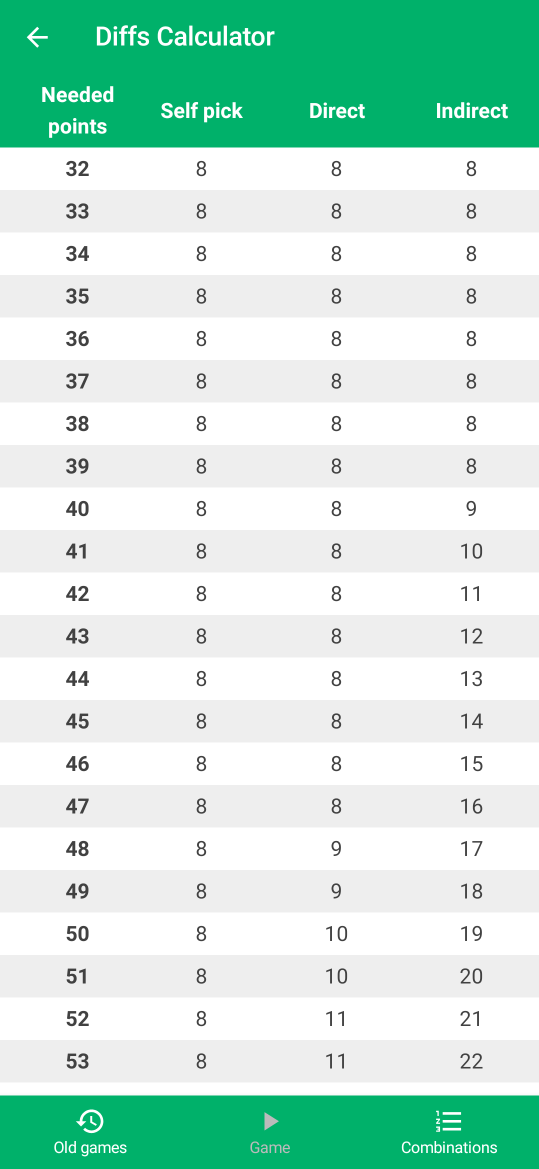 Diffs Calculator
Needed points Self pick Direct Indirect
32 8 8 8
33 8 8 8
34 8 8 8
35 8 8 8
36 8 8 8
37 8 8 8
38 8 8 8
39 8 8 8
40 8 8 9
41 8 8 10
42 8 8 11
43 8 8 12
44 8 8 13
45 8 8 14
46 8 8 15
47 8 8 16
48 8 9 17
49 8 9 18
50 8 10 19
51 8 10 20
52 8 11 21
53 8 11 22
Old games Game Combinations